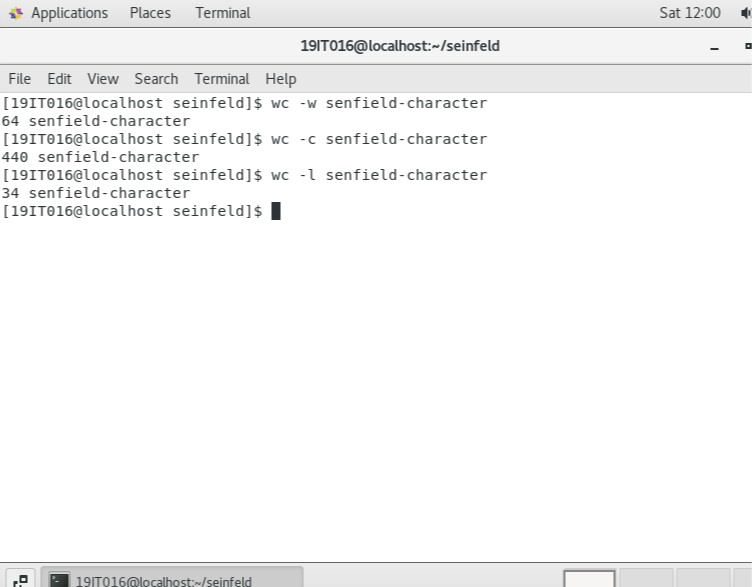 Applications Places Terminal Sat 12:00
19IT016@localhost:~/seinfeld
File Edit View Search Terminal Help
[19IT016@localhost seinfeld]$ wc -w senfield-character
64 senfield-character
[19IT016@localhost seinfeld]$ wc -c senfield-character
440 senfield-character
[19IT016@localhost seinfeld]$ wc -l senfield-character
34 senfield-character
[19IT016@localhost seinfeld]$
19IT016@localhost:~/seinfeld